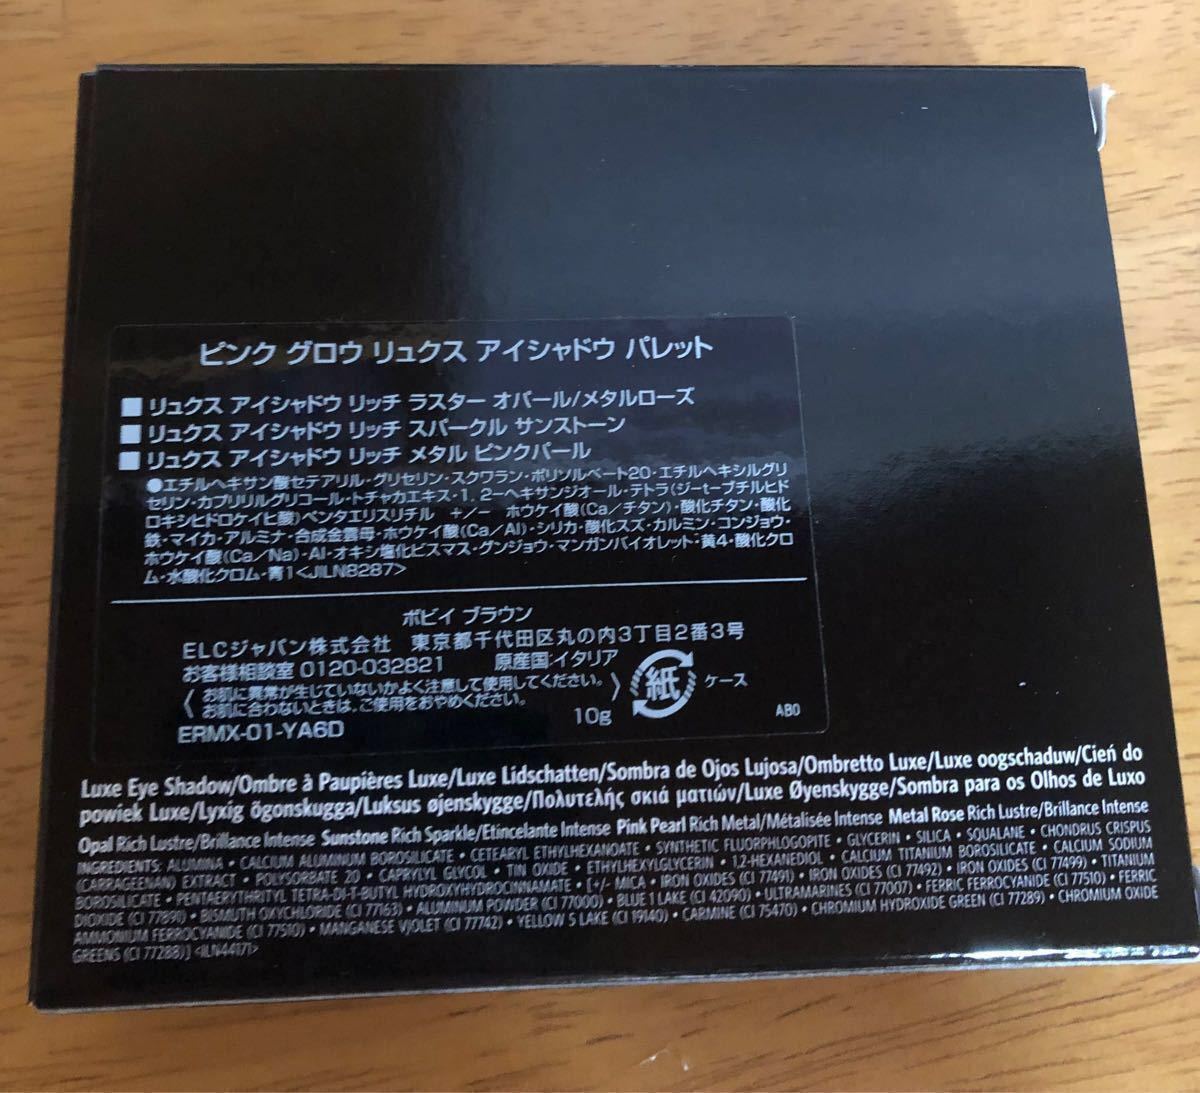 ピンク グロウ リュクス アイシャドウ パレット
■リュクス アイシャドウ リッチ ラスター オパール/メタルローズ
■リュクス アイシャドウ リッチ スパークル サンストーン
■リュクス アイシャドウ リッチ メタル ピンクパール
●エチルヘキサン酸セテアリル・グリセリン・スクワラン・ポリソルベート20・エチルヘキシルグリ
セリン・カプリリルグリコール・トチャカエキス・1,2-ヘキサンジオール・テトラ(ジ-t-ブチルヒド
ロキシヒドロケイヒ酸)ペンタエリスリチル +/- ホウケイ酸(Ca/チタン)・酸化チタン・酸化
鉄・マイカ・アルミナ・合成金雲母・ホウケイ酸(Ca/Al)・シリカ・酸化スズ・カルミン・コンジョウ・
ホウケイ酸(Ca/Na)・Al・オキシ塩化ビスマス・グンジョウ・マンガンバイオレット・黄4・酸化クロ
ム・水酸化クロム・青1<JILN8287>
ボビイ ブラウン
ELCジャパン株式会社 東京都千代田区丸の内3丁目2番3号
お客様相談室 0120-032821 原産国:イタリア
お肌に異常が生じていないかよく注意して使用してください。
お肌に合わないときは、ご使用をおやめください。
紙 ケース
10g
ABO
ERMX-01-YA6D
Luxe Eye Shadow/Ombre à Paupières Luxe/Luxe Lidschatten/Sombra de Ojos Lujosa/Ombretto Luxe/Luxe oogschaduw/Cień do
powiek Luxe/Lyxig ögonskugga/Luksus øjenskygge/Πολυτελής σκιά ματιών/Luxe Øyenskygge/Sombra para os Olhos de Luxo
Opal Rich Lustre/Brillance Intense Sunstone Rich Sparkle/Etincelante Intense Pink Pearl Rich Metal/Métalisée Intense Metal Rose Rich Lustre/Brillance Intense
INGREDIENTS: ALUMINA • CALCIUM ALUMINUM BOROSILICATE • CETEARYL ETHYLHEXANOATE • SYNTHETIC FLUORPHLOGOPITE • GLYCERIN • SILICA • SQUALANE • CHONDRUS CRISPUS
(CARRAGEENAN) EXTRACT • POLYSORBATE 20 • CAPRYLYL GLYCOL • TIN OXIDE • ETHYLHEXYLGLYCERIN • 1,2-HEXANEDIOL • CALCIUM TITANIUM BOROSILICATE • CALCIUM SODIUM
BOROSILICATE • PENTAERYTHRITYL TETRA-DI-T-BUTYL HYDROXYHYDROCINNAMATE • [+/- MICA • IRON OXIDES (CI 77491) • IRON OXIDES (CI 77492) • IRON OXIDES (CI 77499) • TITANIUM
DIOXIDE (CI 77891) • BISMUTH OXYCHLORIDE (CI 77163) • ALUMINUM POWDER (CI 77000) • BLUE 1 LAKE (CI 42090) • ULTRAMARINES (CI 77007) • FERRIC FERROCYANIDE (CI 77510) • FERRIC
AMMONIUM FERROCYANIDE (CI 77510) • MANGANESE VIOLET (CI 77742) • YELLOW 5 LAKE (CI 19140) • CARMINE (CI 75470) • CHROMIUM HYDROXIDE GREEN (CI 77289) • CHROMIUM OXIDE
GREENS (CI 77288)] <ILN44171>